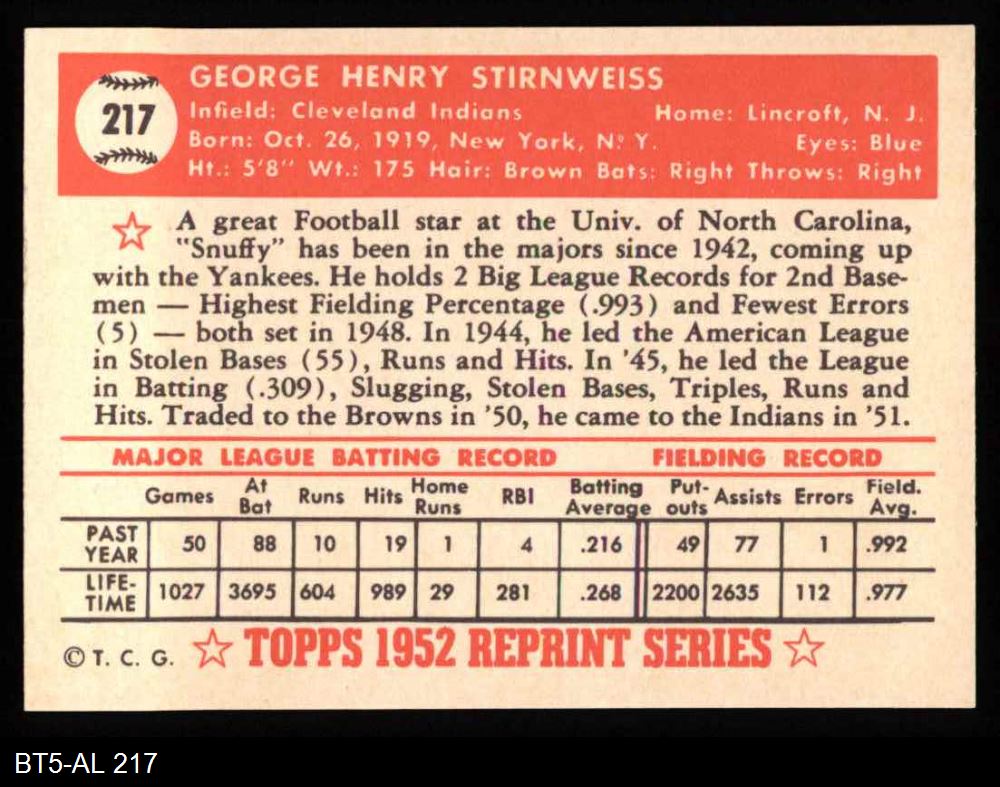 217
GEORGE HENRY STIRNWEISS
Infield: Cleveland Indians Home: Lincroft, N. J.
Born: Oct. 26, 1919, New York, Nº Y. Eyes: Blue
Ht.: 5'8" Wt.: 175 Hair: Brown Bats: Right Throws: Right
A great Football star at the Univ. of North Carolina,
"Snuffy" has been in the majors since 1942, coming up
with the Yankees. He holds 2 Big League Records for 2nd Base-
men — Highest Fielding Percentage (.993) and Fewest Errors
(5) — both set in 1948. In 1944, he led the American League
in Stolen Bases (55), Runs and Hits. In '45, he led the League
in Batting (.309), Slugging, Stolen Bases, Triples, Runs and
Hits. Traded to the Browns in '50, he came to the Indians in '51.
MAJOR LEAGUE BATTING RECORD FIELDING RECORD
Games At Bat Runs Hits Home Runs RBI Batting Average Put-outs Assists Errors Field. Avg.
PAST YEAR 50 88 10 19 1 4 .216 49 77 1 .992
LIFE-TIME 1027 3695 604 989 29 281 .268 2200 2635 112 .977
© T. C. G. TOPPS 1952 REPRINT SERIES
BT5-AL 217